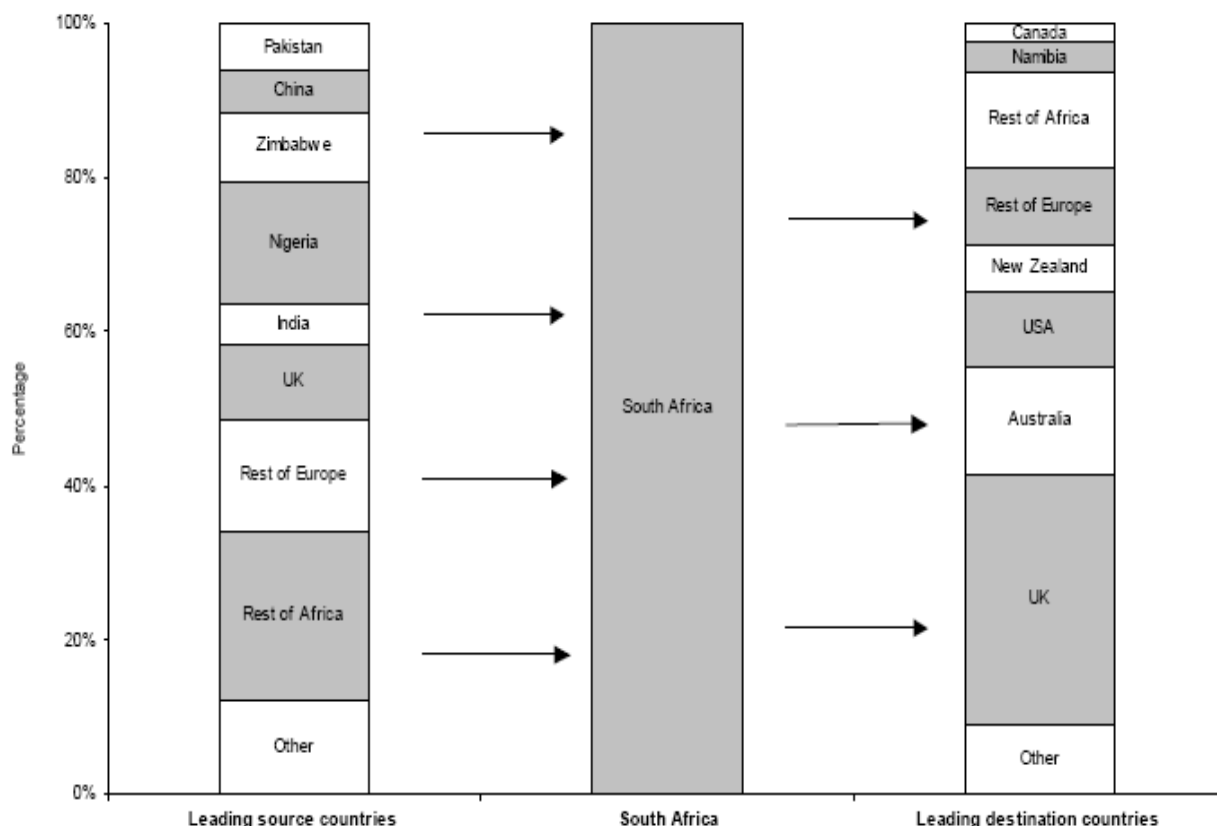 100%
80%
60%
40%
20%
0%
Percentage
Pakistan
China
Zimbabwe
Nigeria
India
UK
Rest of Europe
Rest of Africa
Other
South Africa
Canada
Namibia
Rest of Africa
Rest of Europe
New Zealand
USA
Australia
UK
Other
Leading source countries
South Africa
Leading destination countries